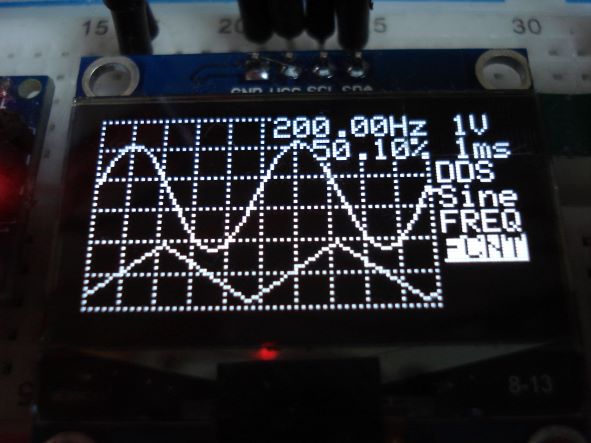 15
20
5
30
GND VCC SCL SDA
200.00Hz 1V
50.10% 1ms
DDS
Sine
FREQ
FCNT
8-13